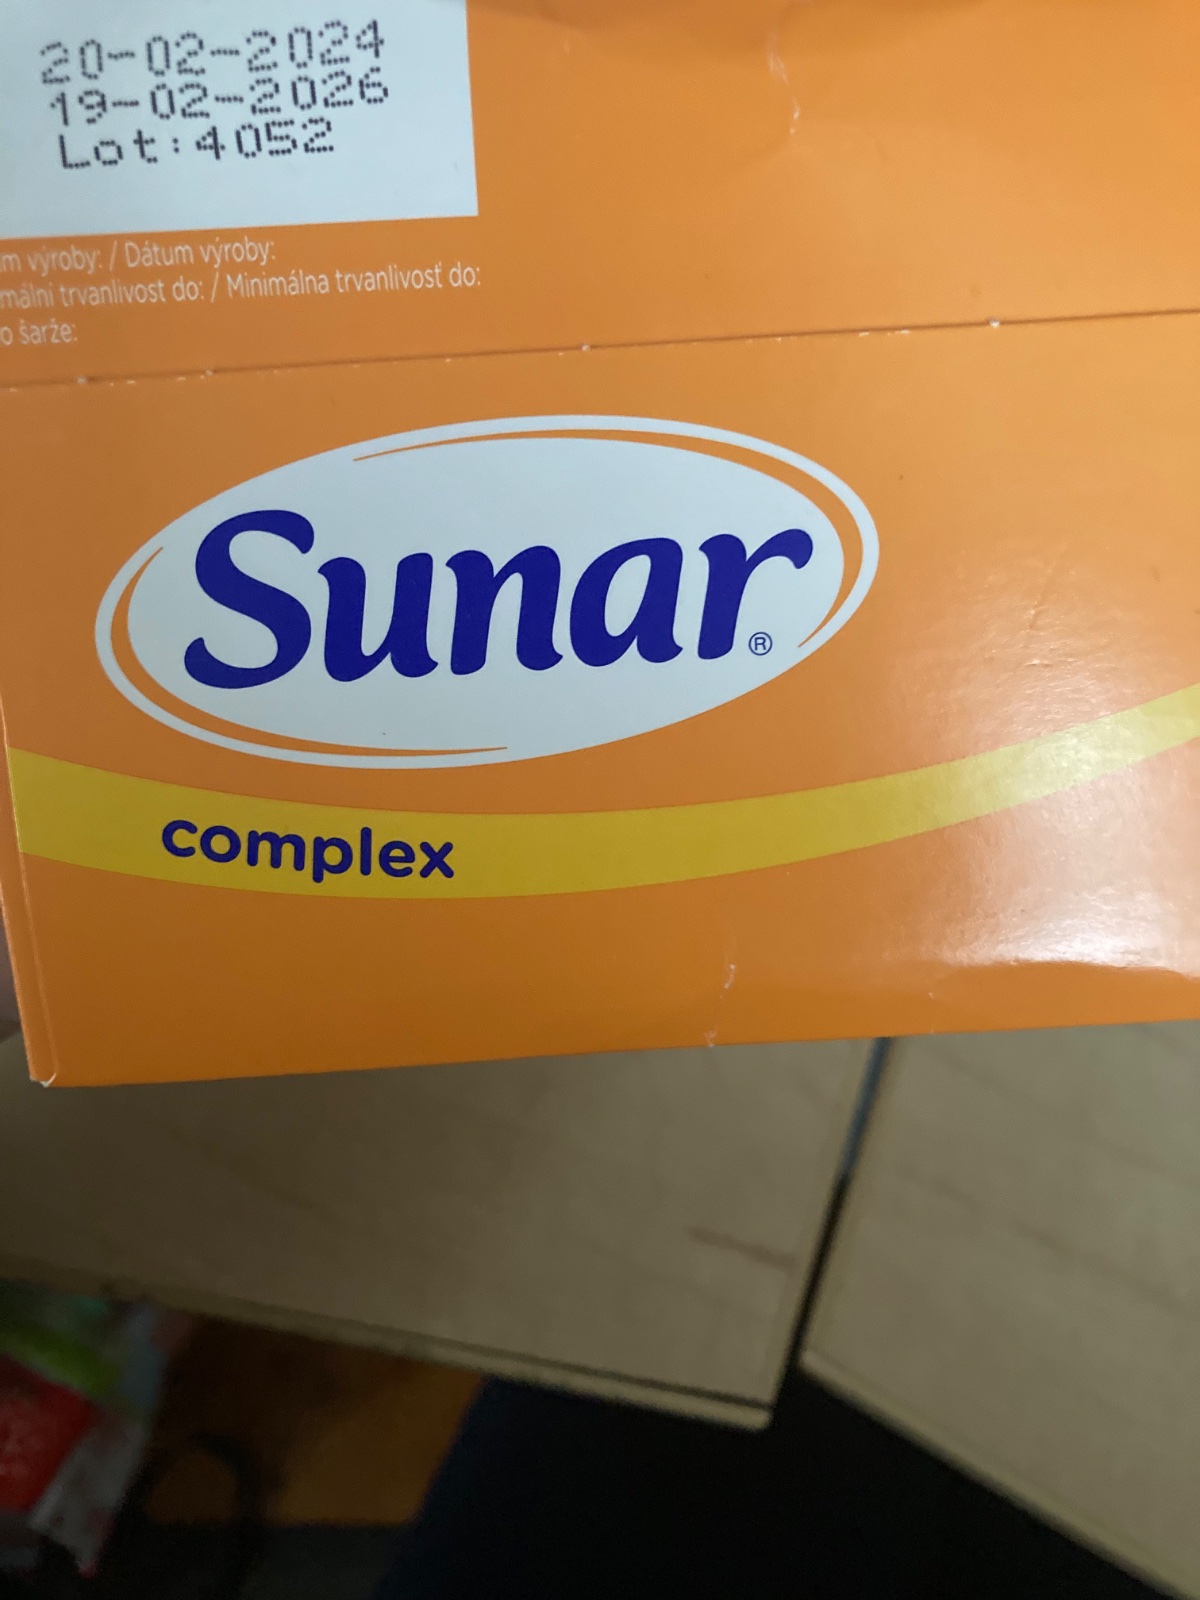 20-02-2024
19-02-2026
Lot:4052
m výroby: / Dátum výroby:
mální trvanlivost do: / Minimálna trvanlivosť do:
o šarže:
Sunar®
complex